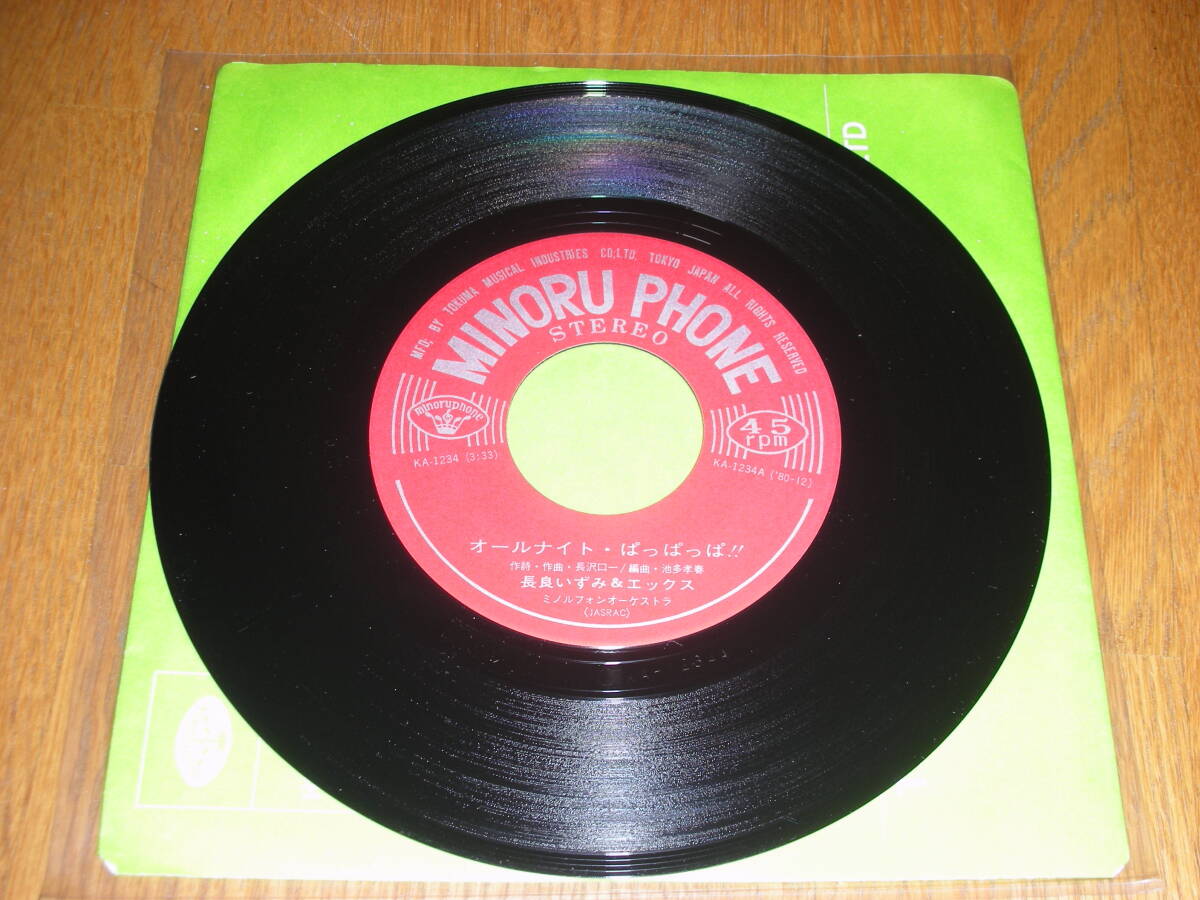 MFD, BY TOKUMA MUSICAL INDUSTRIES CO,LTD. TOKYO JAPAN ALL RIGHTS RESERVED
MINORU PHONE
STEREO
minoruphone
45
rpm
KA-1234 (3:33)
KA-1234A ('80-12)
オールナイト・ぱっぱっぱ!!
作詩・作曲・長沢ロー/編曲・池多孝春
長良いずみ&エックス
ミノルフォンオーケストラ
(JASRAC)
LTD